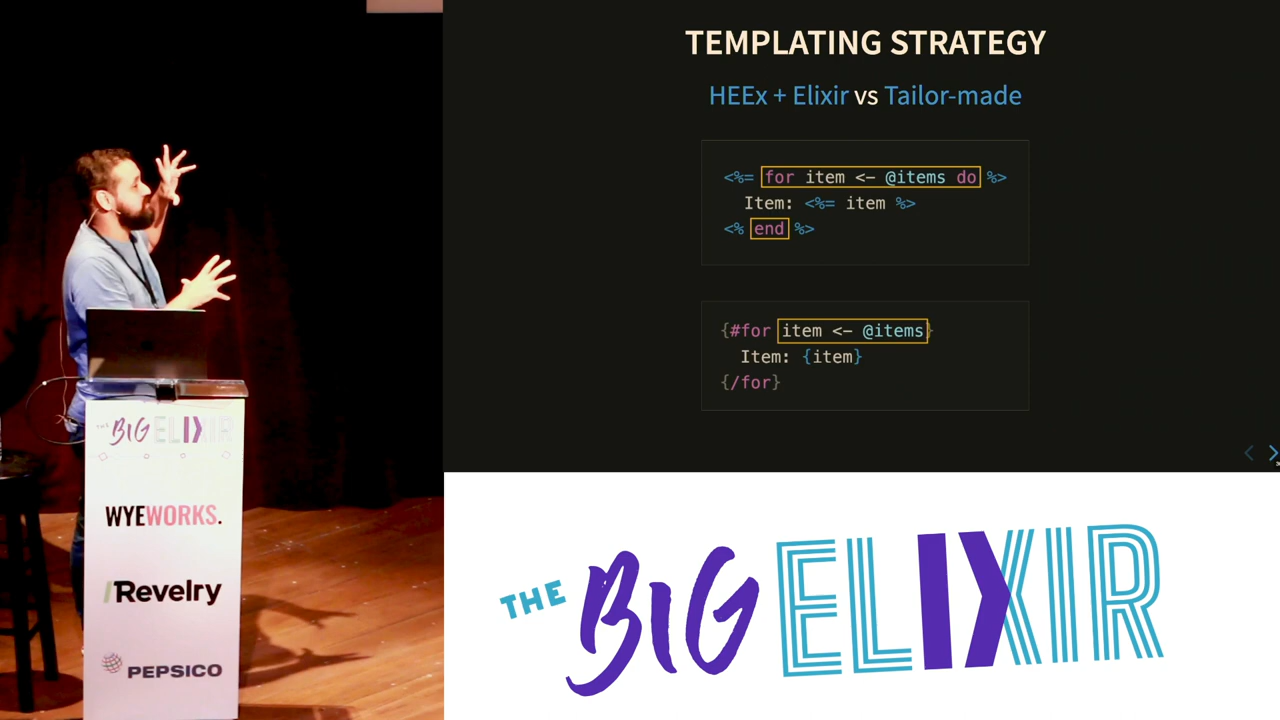 TEMPLATING STRATEGY
HEEx + Elixir vs Tailor-made
<%= for item <- @items do %>
Item: <%= item %>
<% end %>
{#for item <- @items}
Item: {item}
{/for}
THE BIG ELIXIR
THE BIG ELIXIR
WYEWORKS.
Revelry
PEPSICO